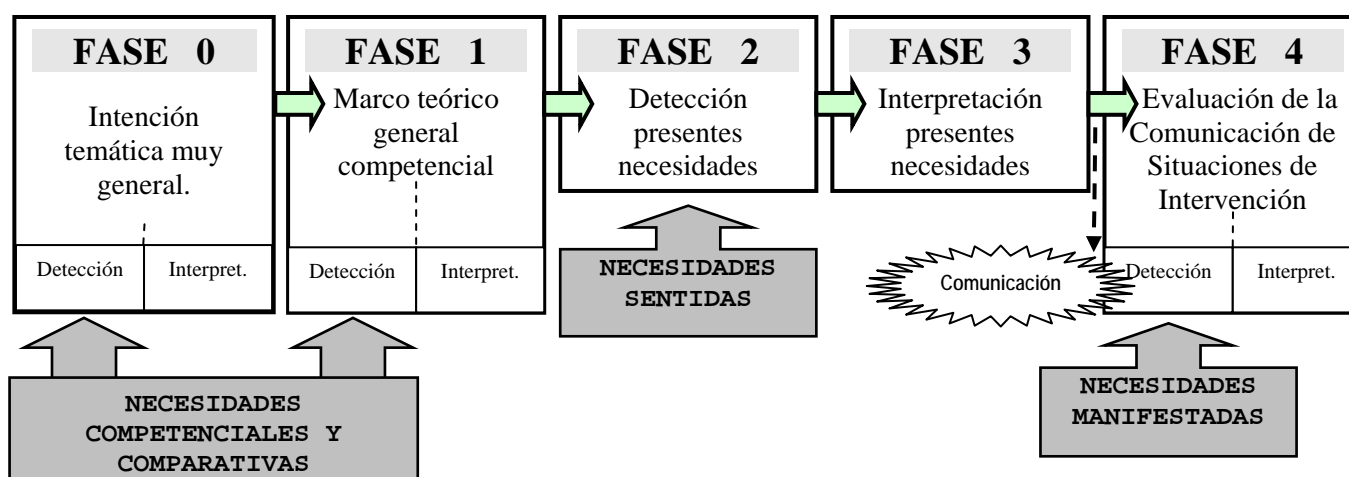 FASE 0
Intención
temática muy
general.
Detección
Interpret.
FASE 1
Marco teórico
general
competencial
Detección
Interpret.
FASE 2
Detección
presentes
necesidades
FASE 3
Interpretación
presentes
necesidades
FASE 4
Evaluación de la
Comunicación de
Situaciones de
Intervención
Detección
Interpret.
Comunicación
NECESIDADES
COMPETENCIALES Y
COMPARATIVAS
NECESIDADES
SENTIDAS
NECESIDADES
MANIFESTADAS